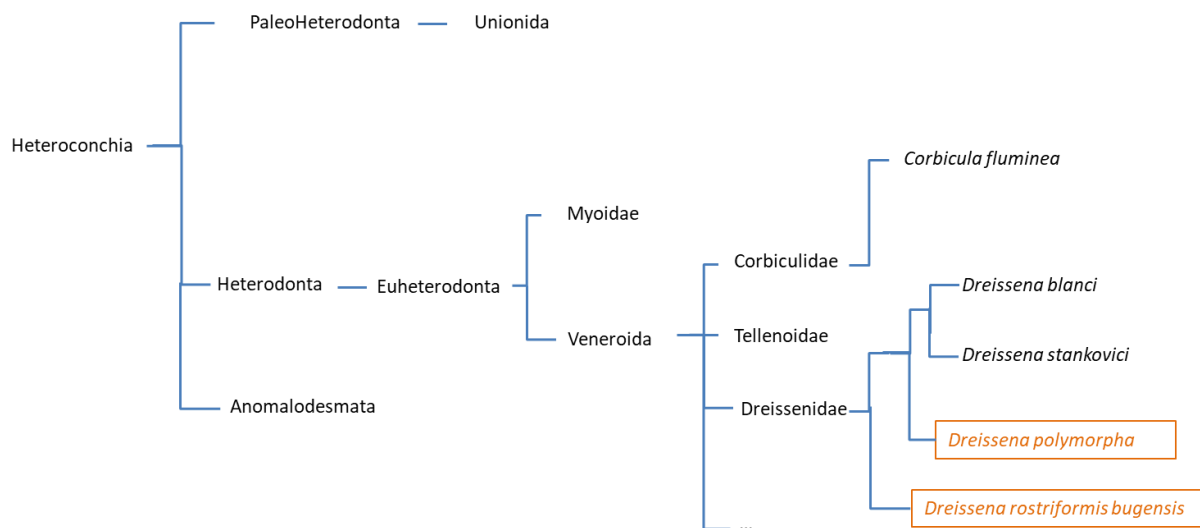 PaleoHeterodonta
Unionida
Heteroconchia
Corbicula fluminea
Myoidae
Corbiculidae
Heterodonta
Euheterodonta
Dreissena blanci
Veneroida
Tellenoidae
Dreissena stankovici
Anomalodesmata
Dreissenidae
Dreissena polymorpha
Dreissena rostriformis bugensis